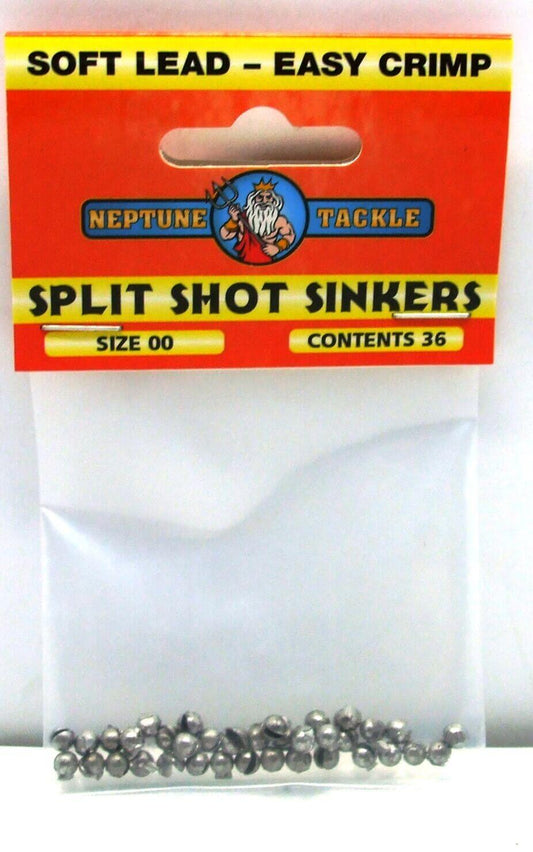 SOFT LEAD – EASY CRIMP
NEPTUNE TACKLE
SPLIT SHOT SINKERS
SIZE 00 CONTENTS 36